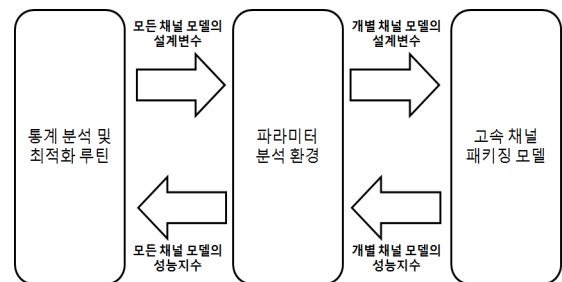 모든 채널 모델의
설계변수
개별 채널 모델의
설계변수
통계 분석 및
최적화 루틴
파라미터
분석 환경
고속 채널
패키징 모델
모든 채널 모델의
성능지수
개별 채널 모델의
성능지수